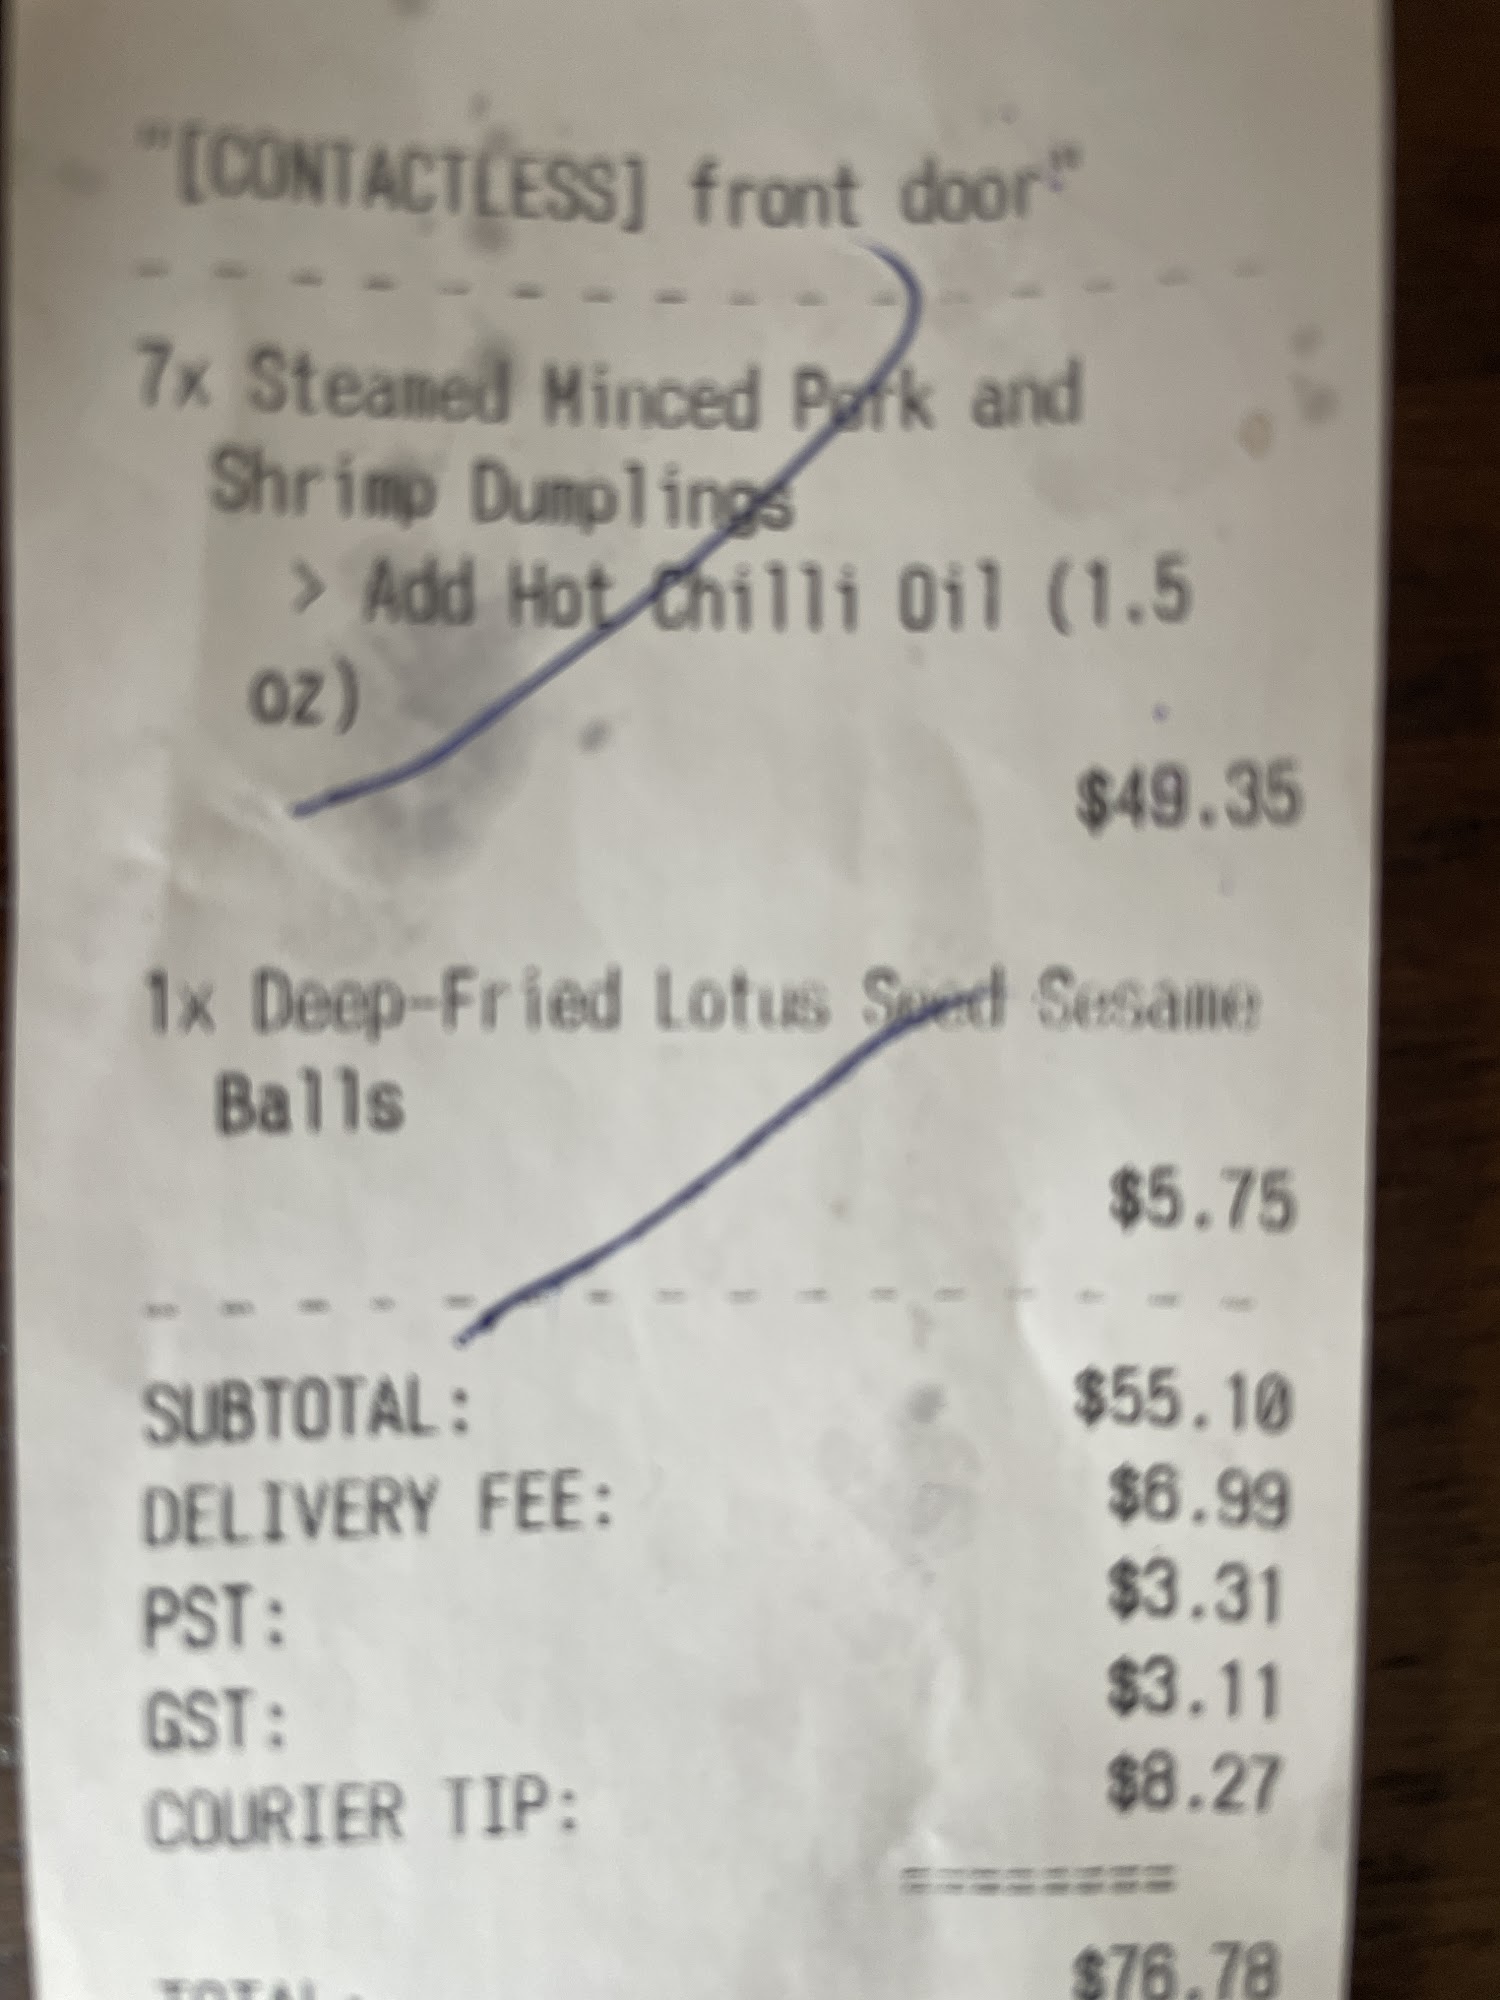 "[CONTACTLESS] front door"
7x Steamed Minced Pork and
Shrimp Dumplings
> Add Hot Chilli Oil (1.5
oz)
$49.35
1x Deep-Fried Lotus Seed Sesame
Balls
$5.75
SUBTOTAL: $55.10
DELIVERY FEE: $6.99
PST: $3.31
GST: $3.11
COURIER TIP: $8.27
========
TOTAL: $76.78